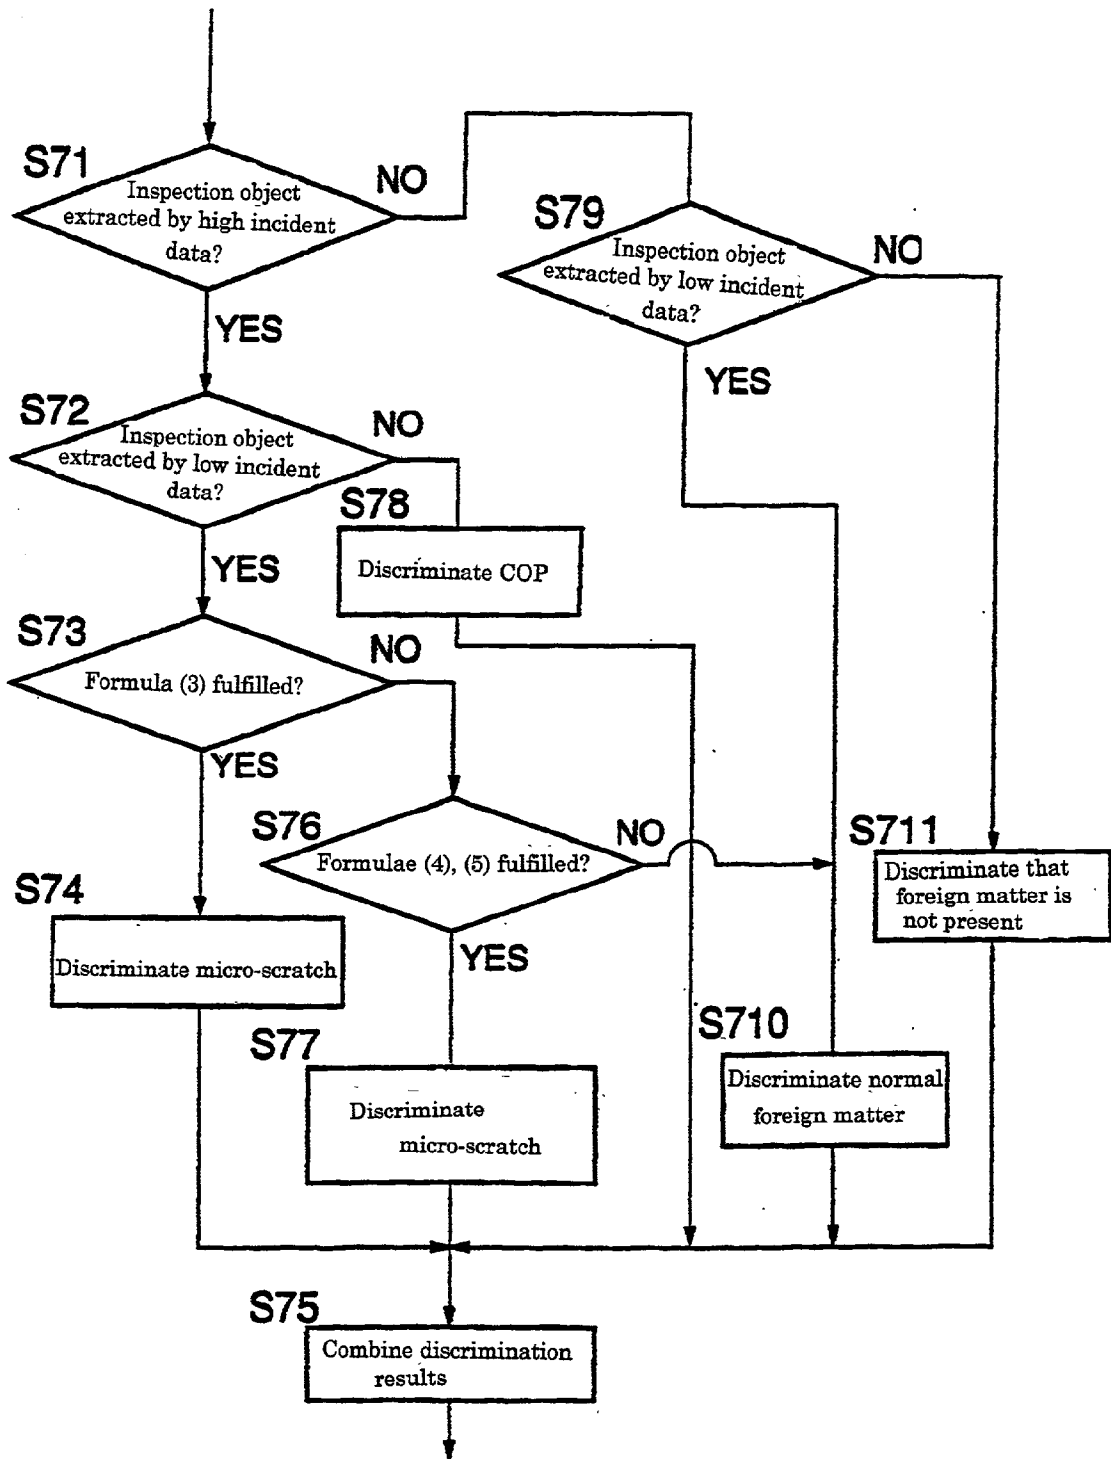 S71
Inspection object
extracted by high incident
data?
NO
YES
S79
Inspection object
extracted by low incident
data?
NO
YES
S72
Inspection object
extracted by low incident
data?
NO
YES
S78
Discriminate COP
S73
Formula (3) fulfilled?
NO
YES
S76
Formulae (4), (5) fulfilled?
NO
YES
S711
Discriminate that
foreign matter is
not present
S74
Discriminate micro-scratch
S77
Discriminate
micro-scratch
S710
Discriminate normal
foreign matter
S75
Combine discrimination
results